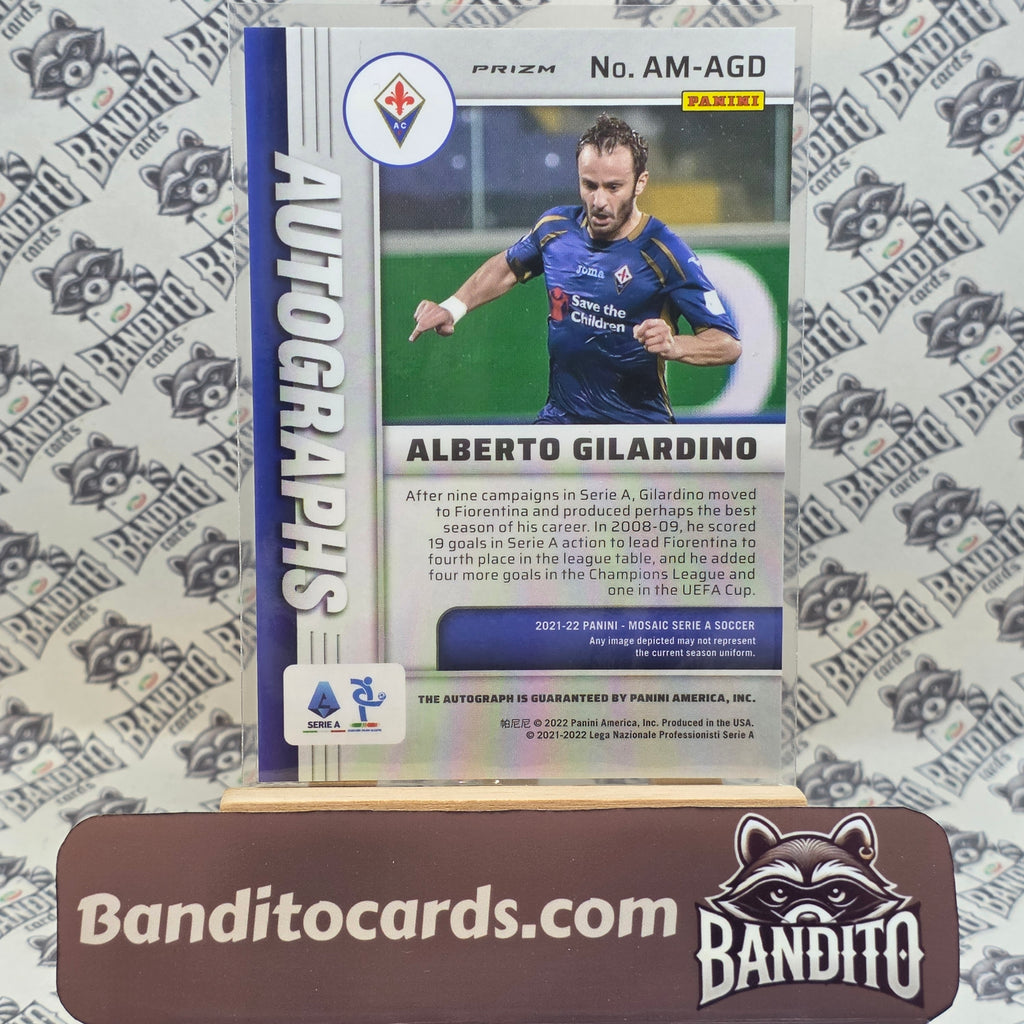 PRIZM
No. AM-AGD
PANINI
AC
AUTOGRAPHS
Joma
Save the
Children
ALBERTO GILARDINO
After nine campaigns in Serie A, Gilardino moved
to Fiorentina and produced perhaps the best
season of his career. In 2008-09, he scored
19 goals in Serie A action to lead Fiorentina to
fourth place in the league table, and he added
four more goals in the Champions League and
one in the UEFA Cup.
2021-22 PANINI - MOSAIC SERIE A SOCCER
Any image depicted may not represent
the current season uniform.
SERIE A
THE AUTOGRAPH IS GUARANTEED BY PANINI AMERICA, INC.
帕尼尼 © 2022 Panini America, Inc. Produced in the USA.
© 2021-2022 Lega Nazionale Professionisti Serie A
Banditocards.com
BANDITO
BANDITO
cards